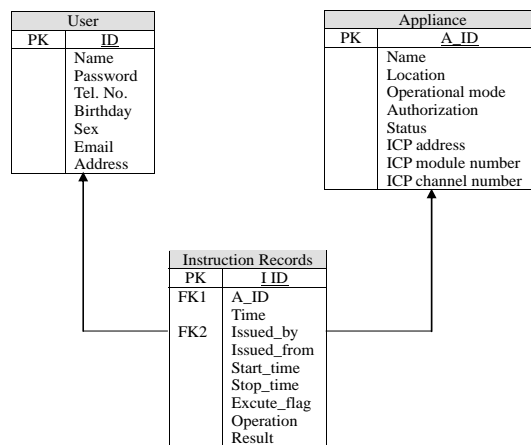 User
PK ID
Name
Password
Tel. No.
Birthday
Sex
Email
Address
Appliance
PK A_ID
Name
Location
Operational mode
Authorization
Status
ICP address
ICP module number
ICP channel number
Instruction Records
PK I ID
FK1 A_ID
Time
FK2 Issued_by
Issued_from
Start_time
Stop_time
Excute_flag
Operation
Result